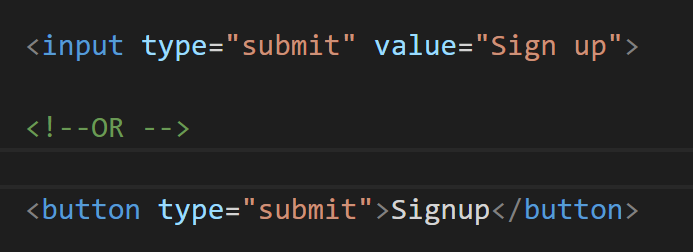 <input type="submit" value="Sign up">
<!--OR -->
<button type="submit">Signup</button>